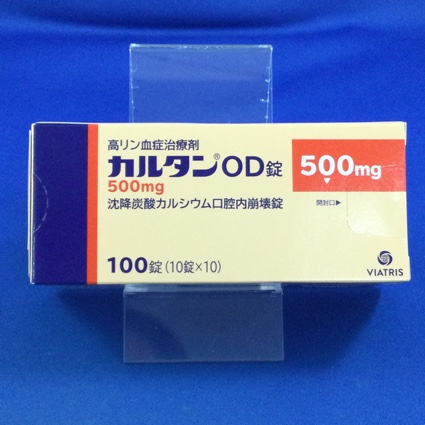 高リン血症治療剤
カルタン®OD錠
500mg
500mg
沈降炭酸カルシウム口腔内崩壊錠
開封口▶
100錠(10錠×10)
VIATRIS